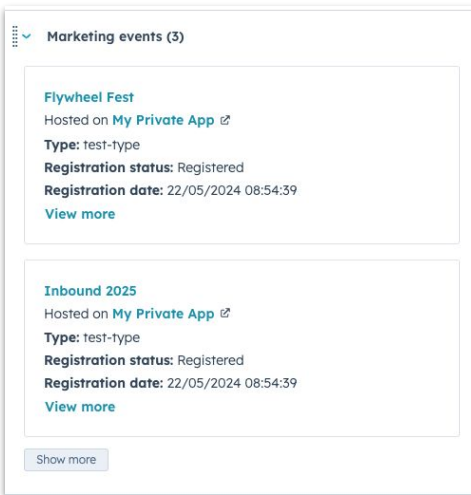 Marketing events (3)
Flywheel Fest
Hosted on My Private App
Type: test-type
Registration status: Registered
Registration date: 22/05/2024 08:54:39
View more
Inbound 2025
Hosted on My Private App
Type: test-type
Registration status: Registered
Registration date: 22/05/2024 08:54:39
View more
Show more